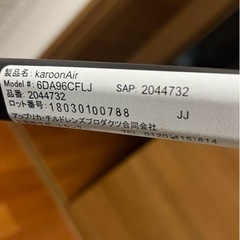 製品名: karoonAir
Model #: 6DA96CFLJ SAP: 2044732
品番: 2044732
ロット番号: 18030100788 JJ
アップリカ・チルドレンズプロダクツ合同会社